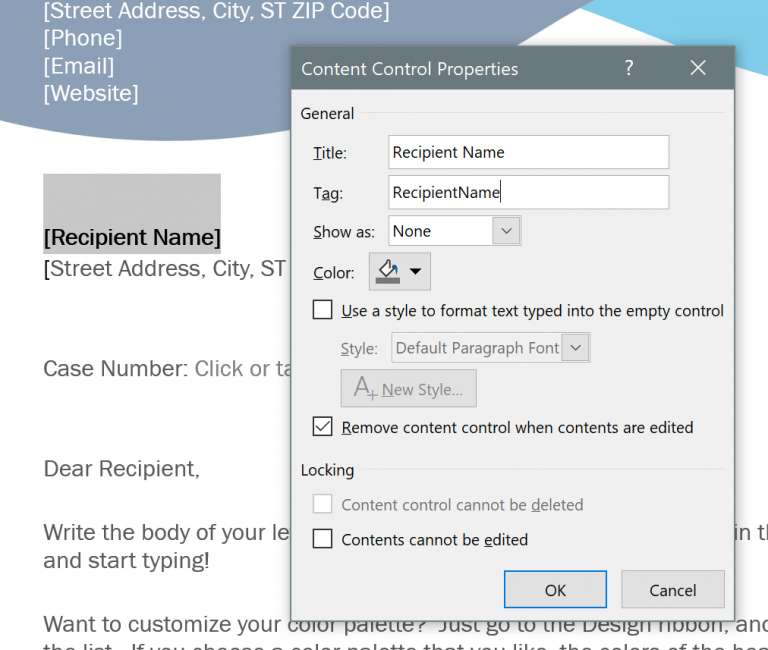 [Street Address, City, ST ZIP Code]
[Phone]
[Email]
[Website]
[Recipient Name]
[Street Address, City, ST
Case Number: Click or ta
Dear Recipient,
Write the body of your le
in th
and start typing!
Want to customize your color palette? Just go to the Design ribbon, and
the list. If you choose a color palette that you like, the colors of the hea
Content Control Properties
?
General
Title: Recipient Name
Tag: RecipientName
Show as: None
Color:
Use a style to format text typed into the empty control
Style: Default Paragraph Font
A+ New Style...
Remove content control when contents are edited
Locking
Content control cannot be deleted
Contents cannot be edited
OK Cancel